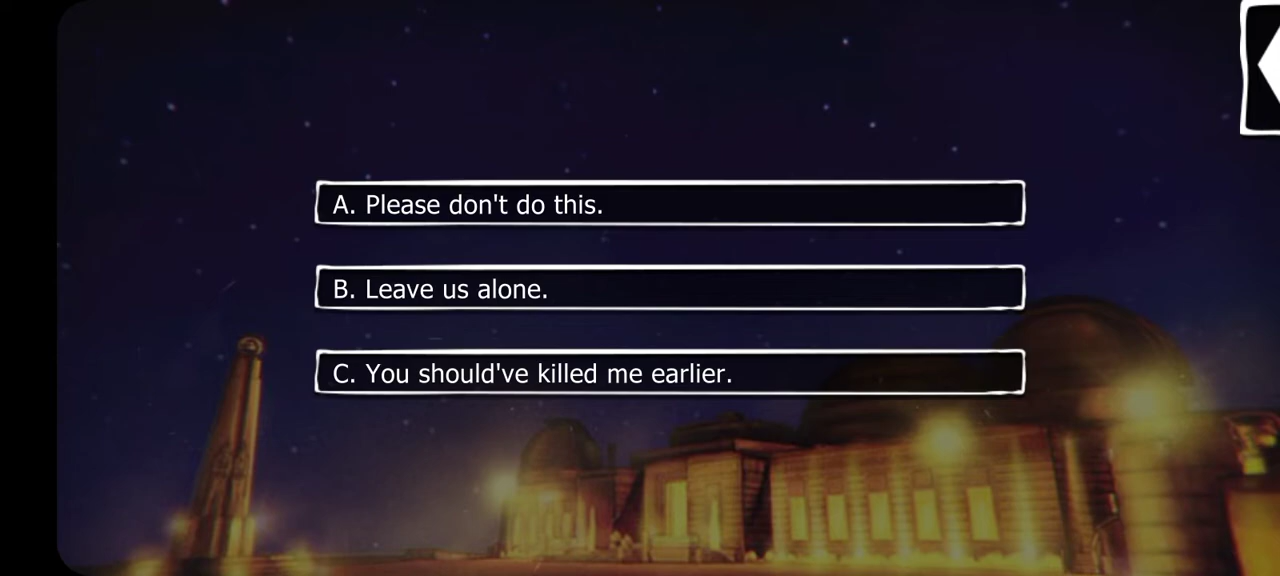 A. Please don't do this.
B. Leave us alone.
C. You should've killed me earlier.